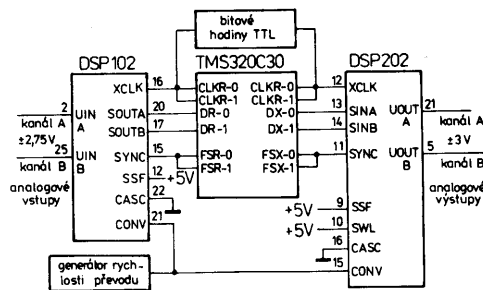 bitové
hodiny TTL
DSP102
TMS320C30
DSP202
16
XCLK
CLKR-0
CLKR-1
CLKR-0
CLKR-1
12
XCLK
2
kanál A
±2,75V
UIN
A
SOUTA
20
DR-0
DX-0
13
SINA
UOUT
A
21
kanál A
±3V
SOUTB
17
DR-1
DX-1
14
SINB
25
kanál B
UIN
B
SYNC
15
FSR-0
FSR-1
FSX-0
FSX-1
11
SYNC
UOUT
B
5
kanál B
analogové
vstupy
SSF
12
+5V
CASC
22
CONV
21
analogové
výstupy
+5V
9
SSF
+5V
10
SWL
16
CASC
15
CONV
generátor rych-
losti převodu